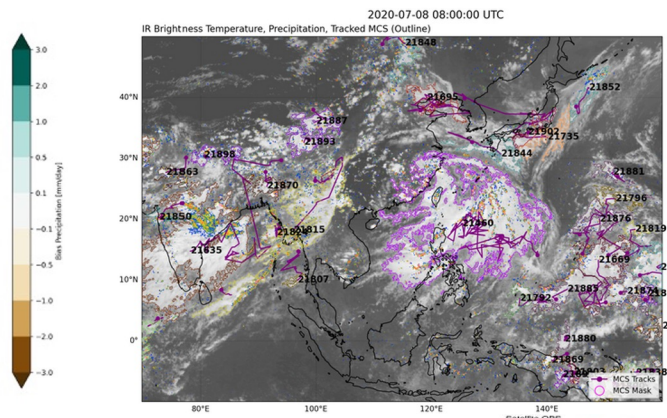 2020-07-08 08:00:00 UTC
IR Brightness Temperature, Precipitation, Tracked MCS (Outline)
3.0
2.0
1.0
0.5
0.1
−0.1
−0.5
−1.0
−2.0
−3.0
Bias Precipitation [mm/day]
40°N
30°N
20°N
10°N
0°
80°E
100°E
120°E
140°E
21848
21852
21695
21887
21902
21735
21893
21898
21844
21863
21870
21881
21796
21850
21876
21460
21815
21819
21635
21669
21807
21792
21885
21880
21869
MCS Tracks
MCS Mask